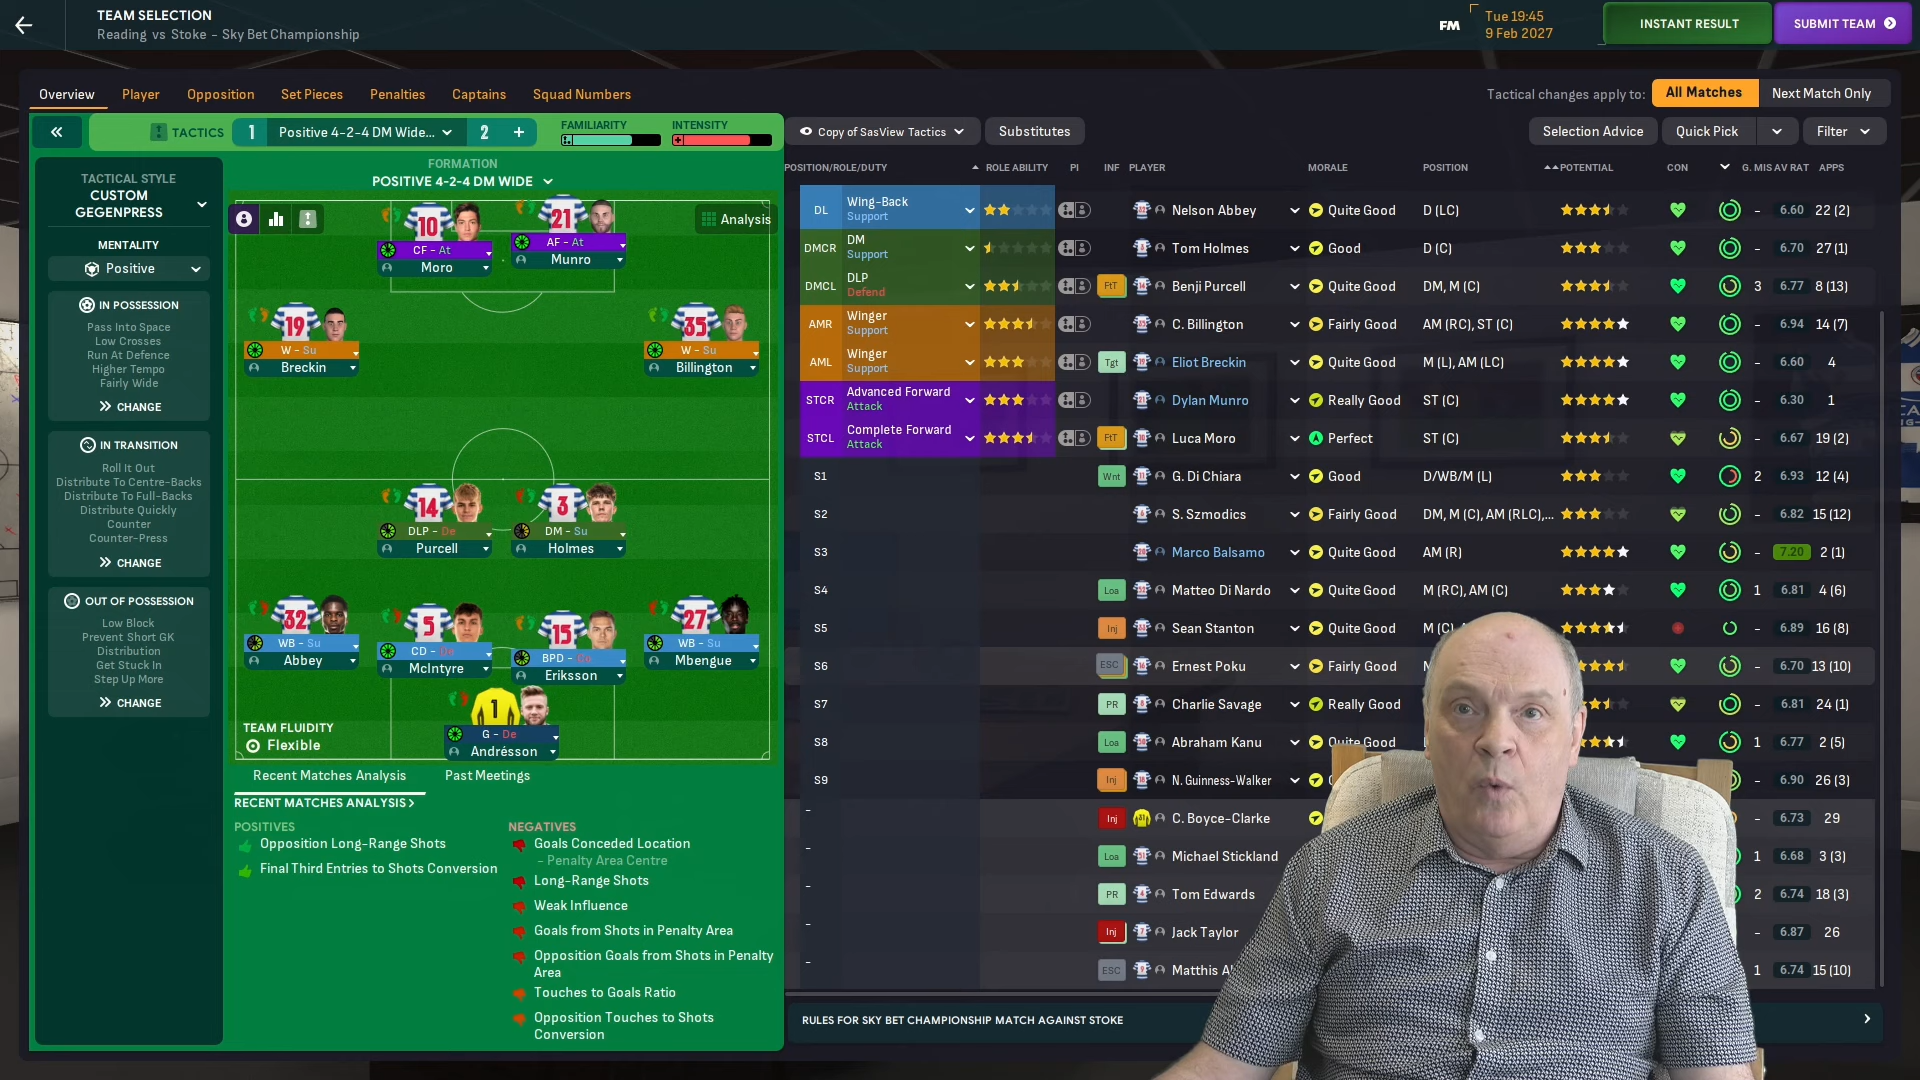 TEAM SELECTION
Reading vs Stoke - Sky Bet Championship
FM
Tue 19:45
9 Feb 2027
INSTANT RESULT
SUBMIT TEAM
Overview
Player
Opposition
Set Pieces
Penalties
Captains
Squad Numbers
Tactical changes apply to:
All Matches
Next Match Only
TACTICS
1
Positive 4-2-4 DM Wide...
2
+
FAMILIARITY
INTENSITY
Copy of SasView Tactics
Substitutes
Selection Advice
Quick Pick
Filter
TACTICAL STYLE
CUSTOM
GEGENPRESS
MENTALITY
Positive
IN POSSESSION
Pass Into Space
Low Crosses
Run At Defence
Higher Tempo
Fairly Wide
CHANGE
IN TRANSITION
Roll It Out
Distribute To Centre-Backs
Distribute To Full-Backs
Distribute Quickly
Counter
Counter-Press
CHANGE
OUT OF POSSESSION
Low Block
Prevent Short GK
Distribution
Get Stuck In
Step Up More
CHANGE
FORMATION
POSITIVE 4-2-4 DM WIDE
Analysis
10
CF - At
Moro
21
AF - At
Munro
19
W - Su
Breckin
35
W - Su
Billington
14
DLP - De
Purcell
3
DM - Su
Holmes
32
WB - Su
Abbey
5
CD - De
McIntyre
15
BPD - Co
Eriksson
27
WB - Su
Mbengue
1
G - De
Andrésson
TEAM FLUIDITY
Flexible
Recent Matches Analysis
Past Meetings
RECENT MATCHES ANALYSIS
POSITIVES
Opposition Long-Range Shots
Final Third Entries to Shots Conversion
NEGATIVES
Goals Conceded Location
- Penalty Area Centre
Long-Range Shots
Weak Influence
Goals from Shots in Penalty Area
Opposition Goals from Shots in Penalty
Area
Touches to Goals Ratio
Opposition Touches to Shots
Conversion
POSITION/ROLE/DUTY ROLE ABILITY PI INF PLAYER MORALE POSITION POTENTIAL CON G. MIS AV RAT APPS
DL Wing-Back Support Nelson Abbey Quite Good D (LC) - 6.60 22 (2)
DMCR DM Support Tom Holmes Good D (C) - 6.70 27 (1)
DMCL DLP Defend FtT Benji Purcell Quite Good DM, M (C) 3 6.77 8 (13)
AMR Winger Support C. Billington Fairly Good AM (RC), ST (C) - 6.94 14 (7)
AML Winger Support Tgt Eliot Breckin Quite Good M (L), AM (LC) - 6.60 4
STCR Advanced Forward Attack Dylan Munro Really Good ST (C) - 6.30 1
STCL Complete Forward Attack FtT Luca Moro Perfect ST (C) - 6.67 19 (2)
S1 Wnt G. Di Chiara Good D/WB/M (L) 2 6.93 12 (4)
S2 S. Szmodics Fairly Good DM, M (C), AM (RLC),... - 6.82 15 (12)
S3 Marco Balsamo Quite Good AM (R) - 7.20 2 (1)
S4 Loa Matteo Di Nardo Quite Good M (RC), AM (C) 1 6.81 4 (6)
S5 Inj Sean Stanton Quite Good M (C), - 6.89 16 (8)
S6 ESC Ernest Poku Fairly Good - 6.70 13 (10)
S7 PR Charlie Savage Really Good - 6.81 24 (1)
S8 Loa Abraham Kanu Quite Good 1 6.77 2 (5)
S9 Inj N. Guinness-Walker - 6.90 26 (3)
- Inj C. Boyce-Clarke - 6.73 29
- Loa Michael Stickland 1 6.68 3 (3)
- PR Tom Edwards 2 6.74 18 (3)
- Inj Jack Taylor - 6.87 26
- ESC Matthis 1 6.74 15 (10)
RULES FOR SKY BET CHAMPIONSHIP MATCH AGAINST STOKE